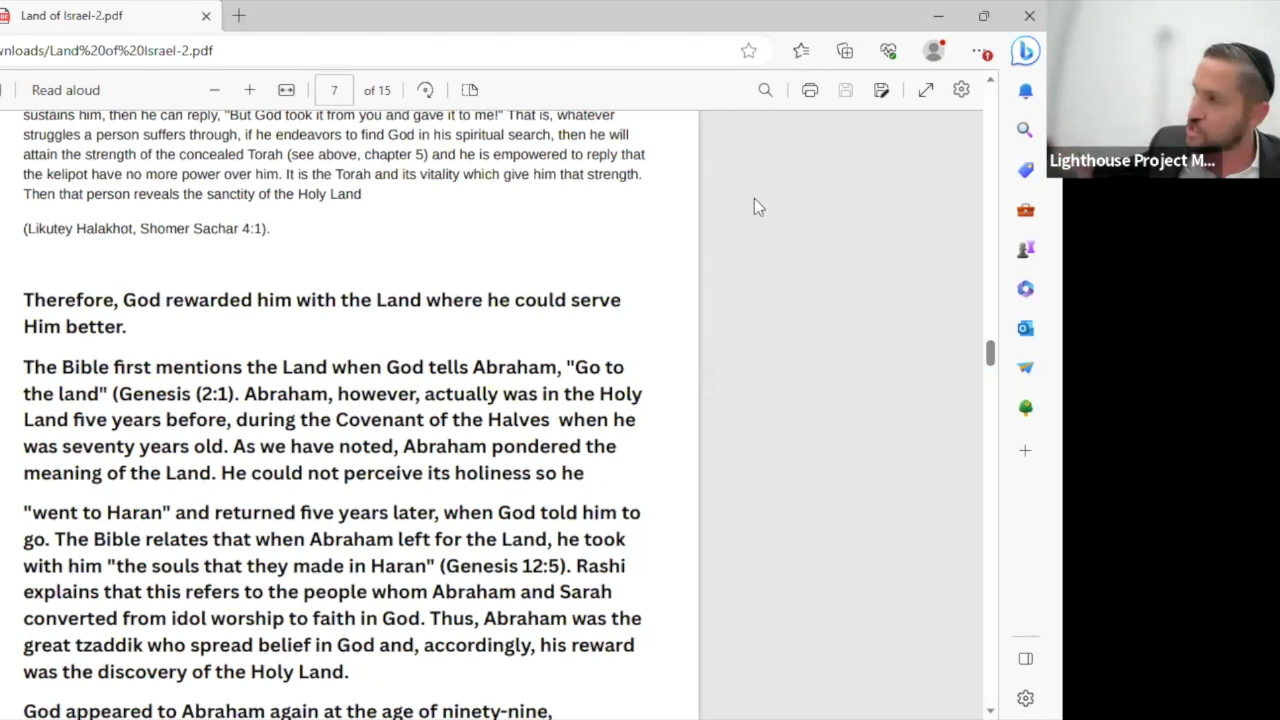 Land of Israel-2.pdf
wnloads/Land%20of%20Israel-2.pdf
Read aloud
7
of 15
sustains him, then he can reply, "But God took it from you and gave it to me!" That is, whatever
struggles a person suffers through, if he endeavors to find God in his spiritual search, then he will
attain the strength of the concealed Torah (see above, chapter 5) and he is empowered to reply that
the kelipot have no more power over him. It is the Torah and its vitality which give him that strength.
Then that person reveals the sanctity of the Holy Land
(Likutey Halakhot, Shomer Sachar 4:1).
Therefore, God rewarded him with the Land where he could serve
Him better.
The Bible first mentions the Land when God tells Abraham, "Go to
the land" (Genesis (2:1). Abraham, however, actually was in the Holy
Land five years before, during the Covenant of the Halves when he
was seventy years old. As we have noted, Abraham pondered the
meaning of the Land. He could not perceive its holiness so he
"went to Haran" and returned five years later, when God told him to
go. The Bible relates that when Abraham left for the Land, he took
with him "the souls that they made in Haran" (Genesis 12:5). Rashi
explains that this refers to the people whom Abraham and Sarah
converted from idol worship to faith in God. Thus, Abraham was the
great tzaddik who spread belief in God and, accordingly, his reward
was the discovery of the Holy Land.
God appeared to Abraham again at the age of ninety-nine,
Lighthouse Project M...